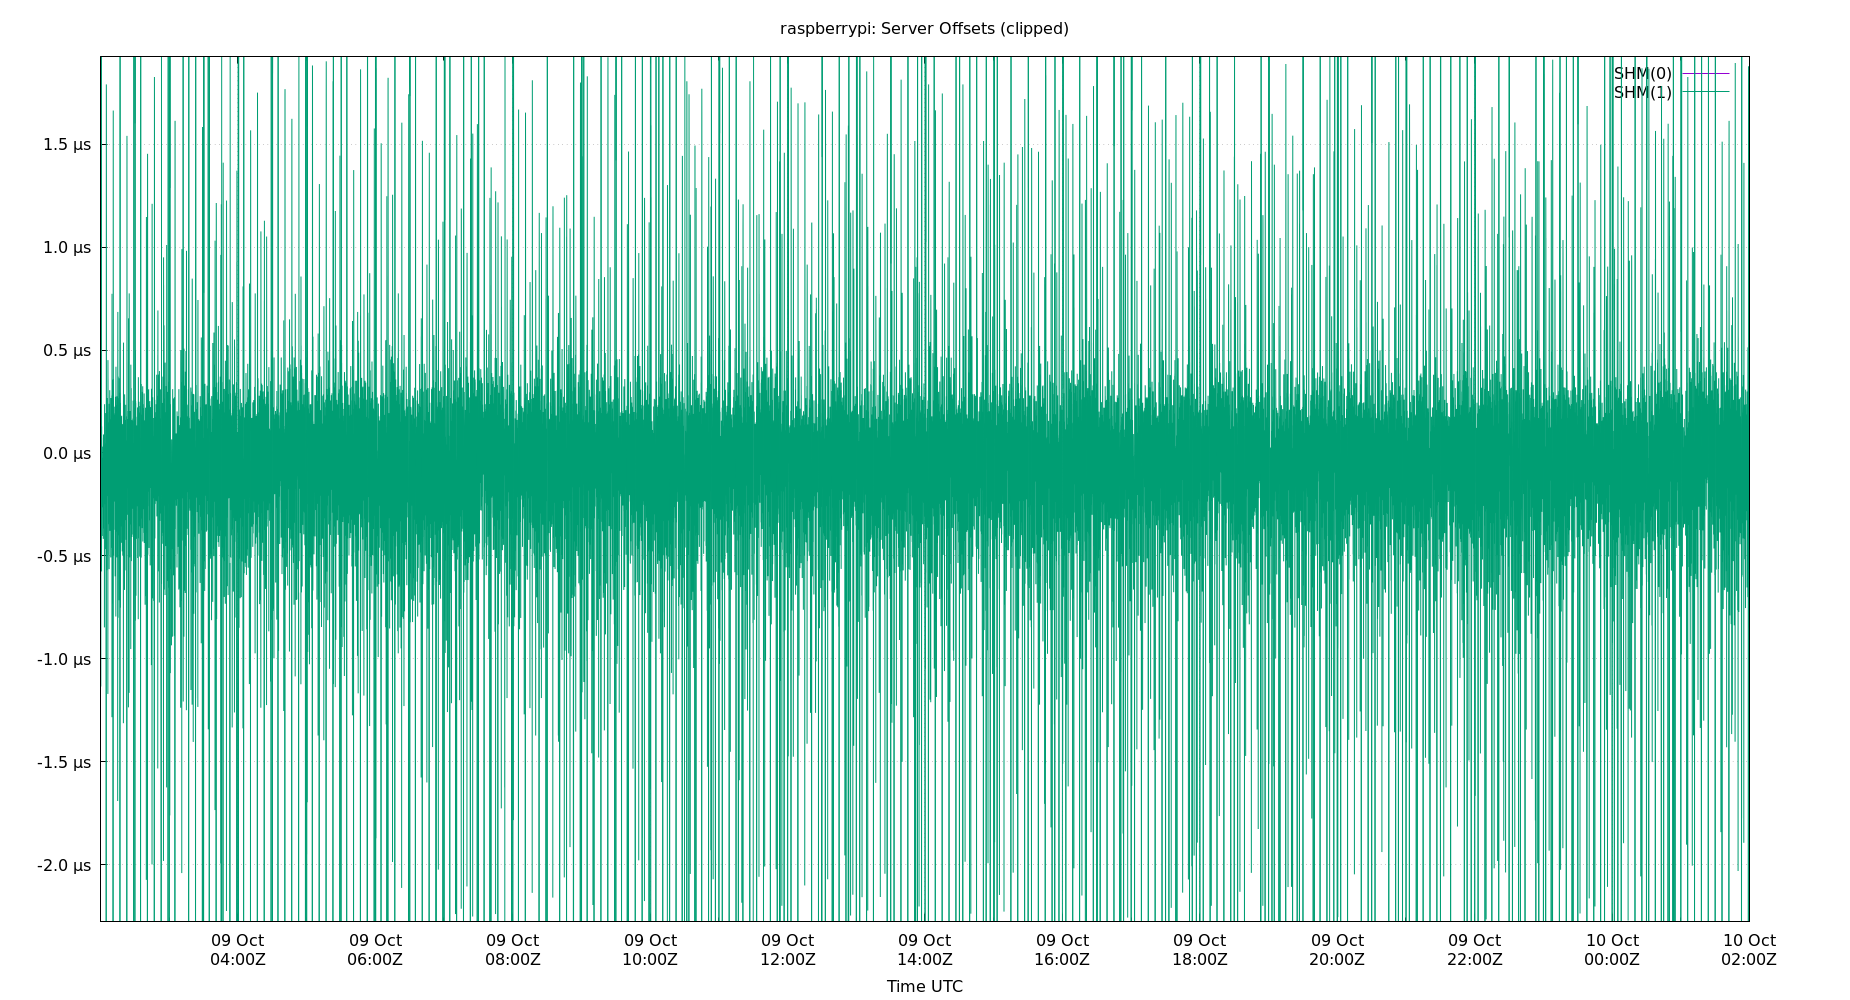 raspberrypi: Server Offsets (clipped)
SHM(0)
SHM(1)
1.5 µs
1.0 µs
0.5 µs
0.0 µs
-0.5 µs
-1.0 µs
-1.5 µs
-2.0 µs
09 Oct 09 Oct 09 Oct 09 Oct 09 Oct 09 Oct 09 Oct 09 Oct 09 Oct 09 Oct 10 Oct 10 Oct
04:00Z 06:00Z 08:00Z 10:00Z 12:00Z 14:00Z 16:00Z 18:00Z 20:00Z 22:00Z 00:00Z 02:00Z
Time UTC